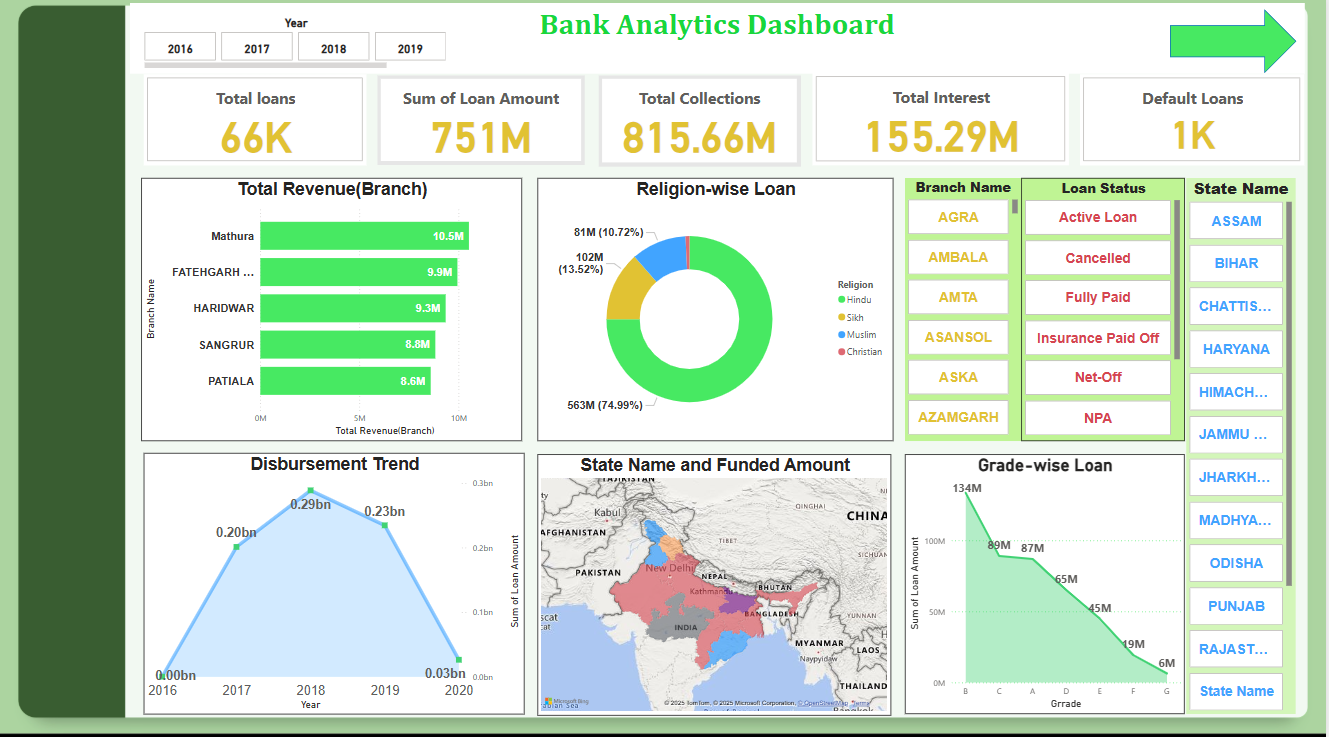 Year
Bank Analytics Dashboard
2016
2017
2018
2019
Total loans
66K
Sum of Loan Amount
751M
Total Collections
815.66M
Total Interest
155.29M
Default Loans
1K
Total Revenue(Branch)
Branch Name
Mathura
10.5M
FATEHGARH ...
9.9M
HARIDWAR
9.3M
SANGRUR
8.8M
PATIALA
8.6M
0M
5M
10M
Total Revenue(Branch)
Religion-wise Loan
81M (10.72%)
102M
(13.52%)
563M (74.99%)
Religion
Hindu
Sikh
Muslim
Christian
Branch Name
AGRA
AMBALA
AMTA
ASANSOL
ASKA
AZAMGARH
Loan Status
Active Loan
Cancelled
Fully Paid
Insurance Paid Off
Net-Off
NPA
State Name
ASSAM
BIHAR
CHATTIS...
HARYANA
HIMACH...
JAMMU ...
JHARKH...
MADHYA...
ODISHA
PUNJAB
RAJAST...
State Name
Disbursement Trend
0.00bn
0.20bn
0.29bn
0.23bn
0.03bn
0.3bn
0.2bn
0.1bn
0.0bn
Sum of Loan Amount
2016
2017
2018
2019
2020
Year
State Name and Funded Amount
TAJIKISTAN
Kabul
QINGHAI
CHINA
AFGHANISTAN
TIBET
SICHUAN
PAKISTAN
New Delhi
NEPAL
Kathmandu
BHUTAN
BANGLADESH
YUNNAN
INDIA
MYANMAR
LAOS
Naypyidaw
THAILAND
Bangkok
Microsoft Bing
© 2025 TomTom, © 2025 Microsoft Corporation, © OpenStreetMap Terms
Grade-wise Loan
134M
89M
87M
65M
45M
19M
6M
100M
50M
0M
Sum of Loan Amount
B
C
A
D
E
F
G
Grrade